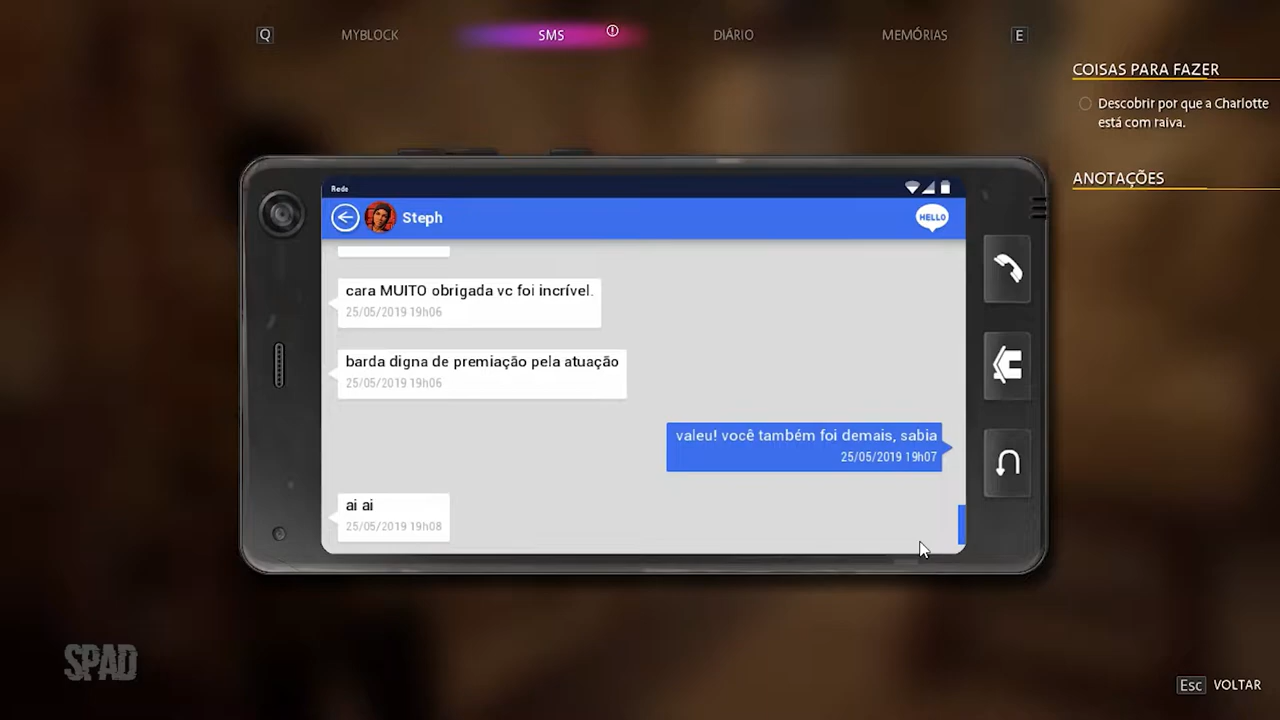 Q
MYBLOCK
SMS
DIÁRIO
MEMÓRIAS
E
COISAS PARA FAZER
Descobrir por que a Charlotte
está com raiva.
ANOTAÇÕES
Rede
Steph
HELLO
cara MUITO obrigada vc foi incrível.
25/05/2019 19h06
barda digna de premiação pela atuação
25/05/2019 19h06
valeu! você também foi demais, sabia
25/05/2019 19h07
ai ai
25/05/2019 19h08
SPAD
Esc VOLTAR